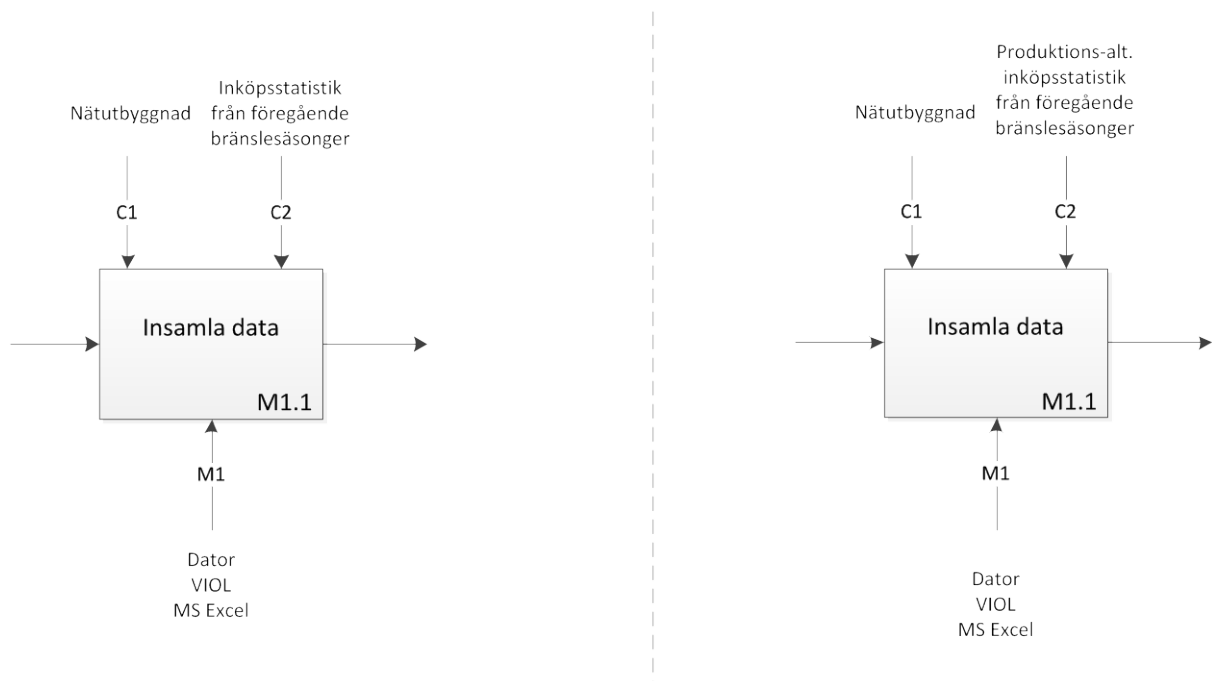 Nätutbyggnad
Inköpsstatistik
från föregående
bränslesäsonger
C1
C2
Insamla data
M1.1
M1
Dator
VIOL
MS Excel
Nätutbyggnad
Produktions-alt.
inköpsstatistik
från föregående
bränslesäsonger
C1
C2
Insamla data
M1.1
M1
Dator
VIOL
MS Excel